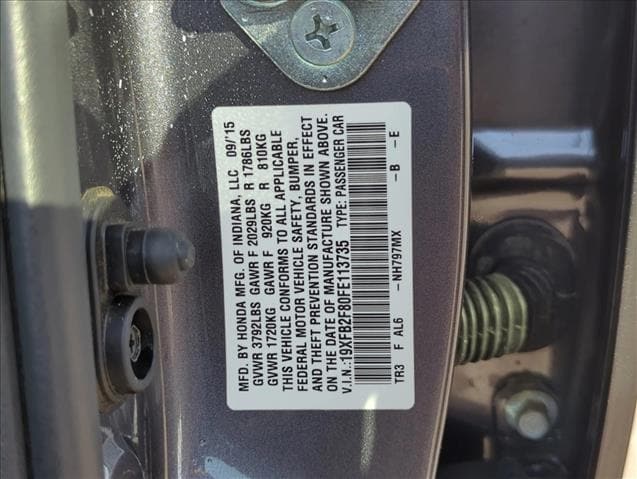 MFD. BY HONDA MFG. OF INDIANA, LLC 09/15
GVWR 3792LBS GAWR F 2029LBS R 1786LBS
GVWR 1720KG GAWR F 920KG R 810KG
THIS VEHICLE CONFORMS TO ALL APPLICABLE
FEDERAL MOTOR VEHICLE SAFETY, BUMPER,
AND THEFT PREVENTION STANDARDS IN EFFECT
ON THE DATE OF MANUFACTURE SHOWN ABOVE.
V.I.N.:19XFB2F80FE113735 TYPE: PASSENGER CAR
TR3 F AL6 -NH797MX -B -E